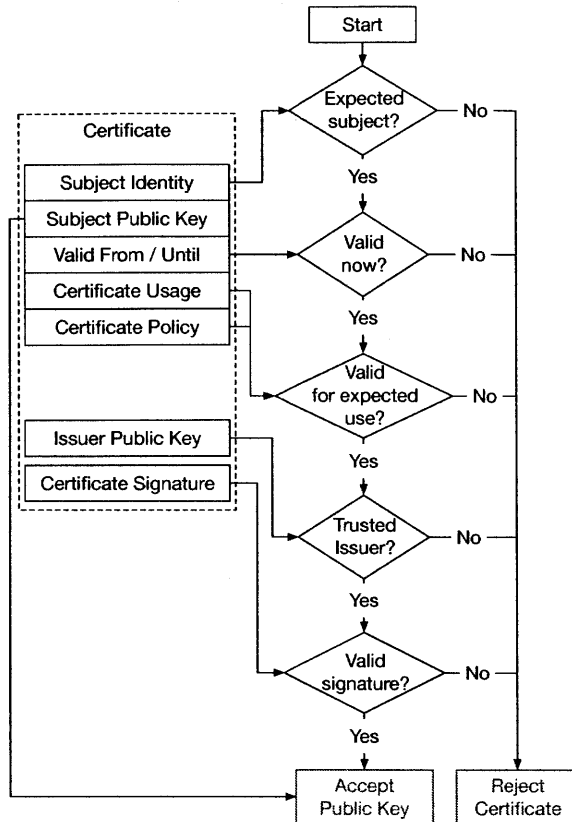 Start
Expected
subject?
No
Yes
Certificate
Subject Identity
Subject Public Key
Valid From / Until
Certificate Usage
Certificate Policy
Issuer Public Key
Certificate Signature
Valid
now?
No
Yes
Valid
for expected
use?
No
Yes
Trusted
Issuer?
No
Yes
Valid
signature?
No
Yes
Accept
Public Key
Reject
Certificate